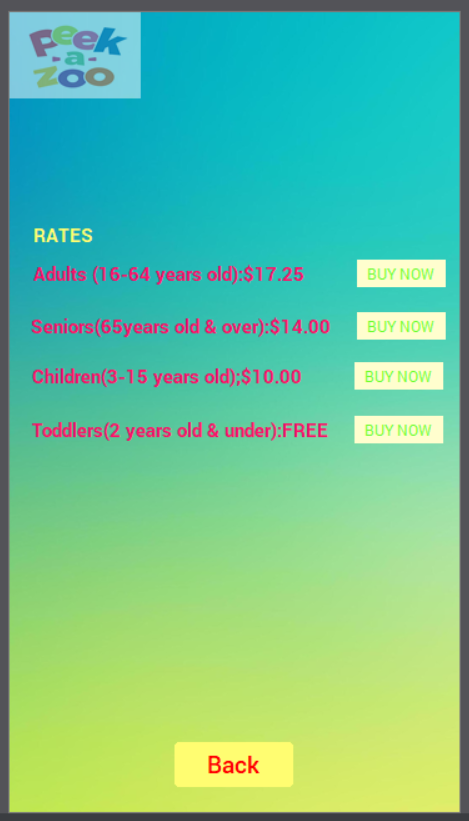 Peek
-a-
zoo
RATES
Adults (16-64 years old):$17.25 BUY NOW
Seniors(65years old & over):$14.00 BUY NOW
Children(3-15 years old);$10.00 BUY NOW
Toddlers(2 years old & under):FREE BUY NOW
Back